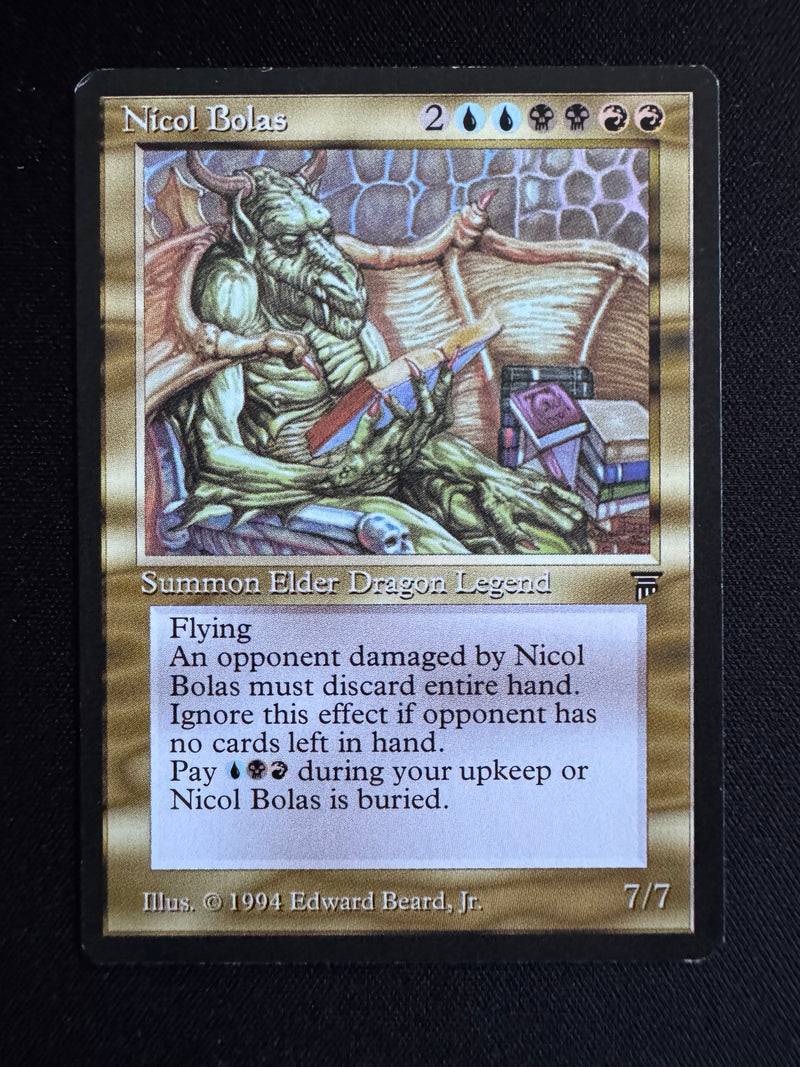 Nicol Bolas 2
Summon Elder Dragon Legend
Flying
An opponent damaged by Nicol
Bolas must discard entire hand.
Ignore this effect if opponent has
no cards left in hand.
Pay during your upkeep or
Nicol Bolas is buried.
Illus. © 1994 Edward Beard, Jr.
7/7